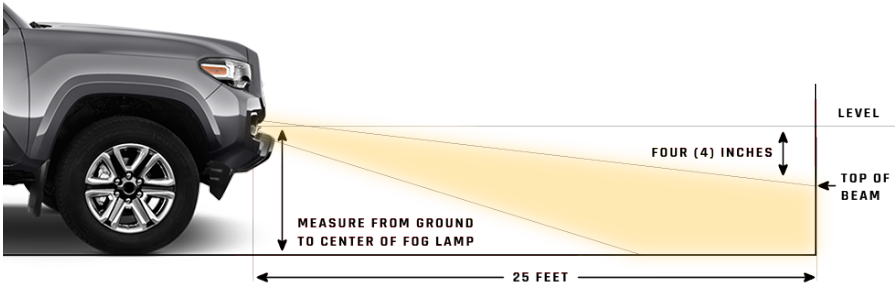 LEVEL
FOUR (4) INCHES
TOP OF
BEAM
MEASURE FROM GROUND
TO CENTER OF FOG LAMP
25 FEET